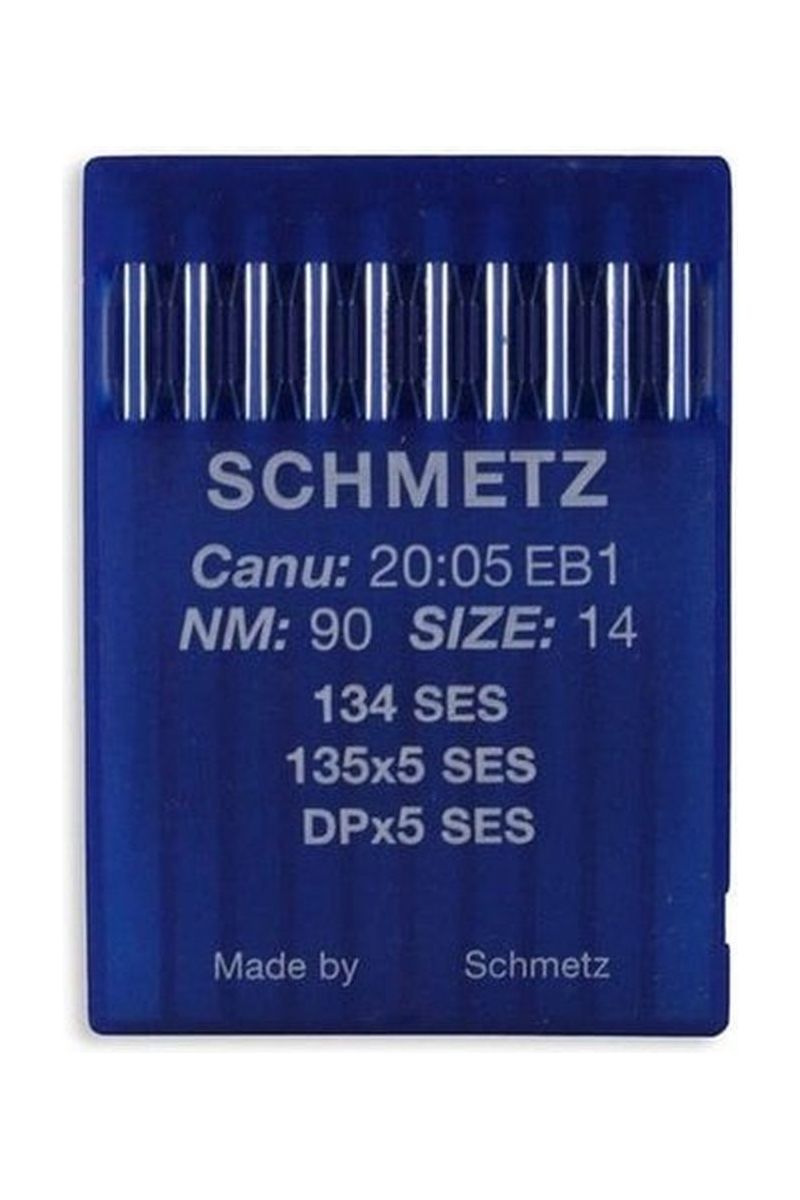 SCHMETZ
Canu: 20:05 EB1
NM: 90 SIZE: 14
134 SES
135x5 SES
DPx5 SES
Made by Schmetz